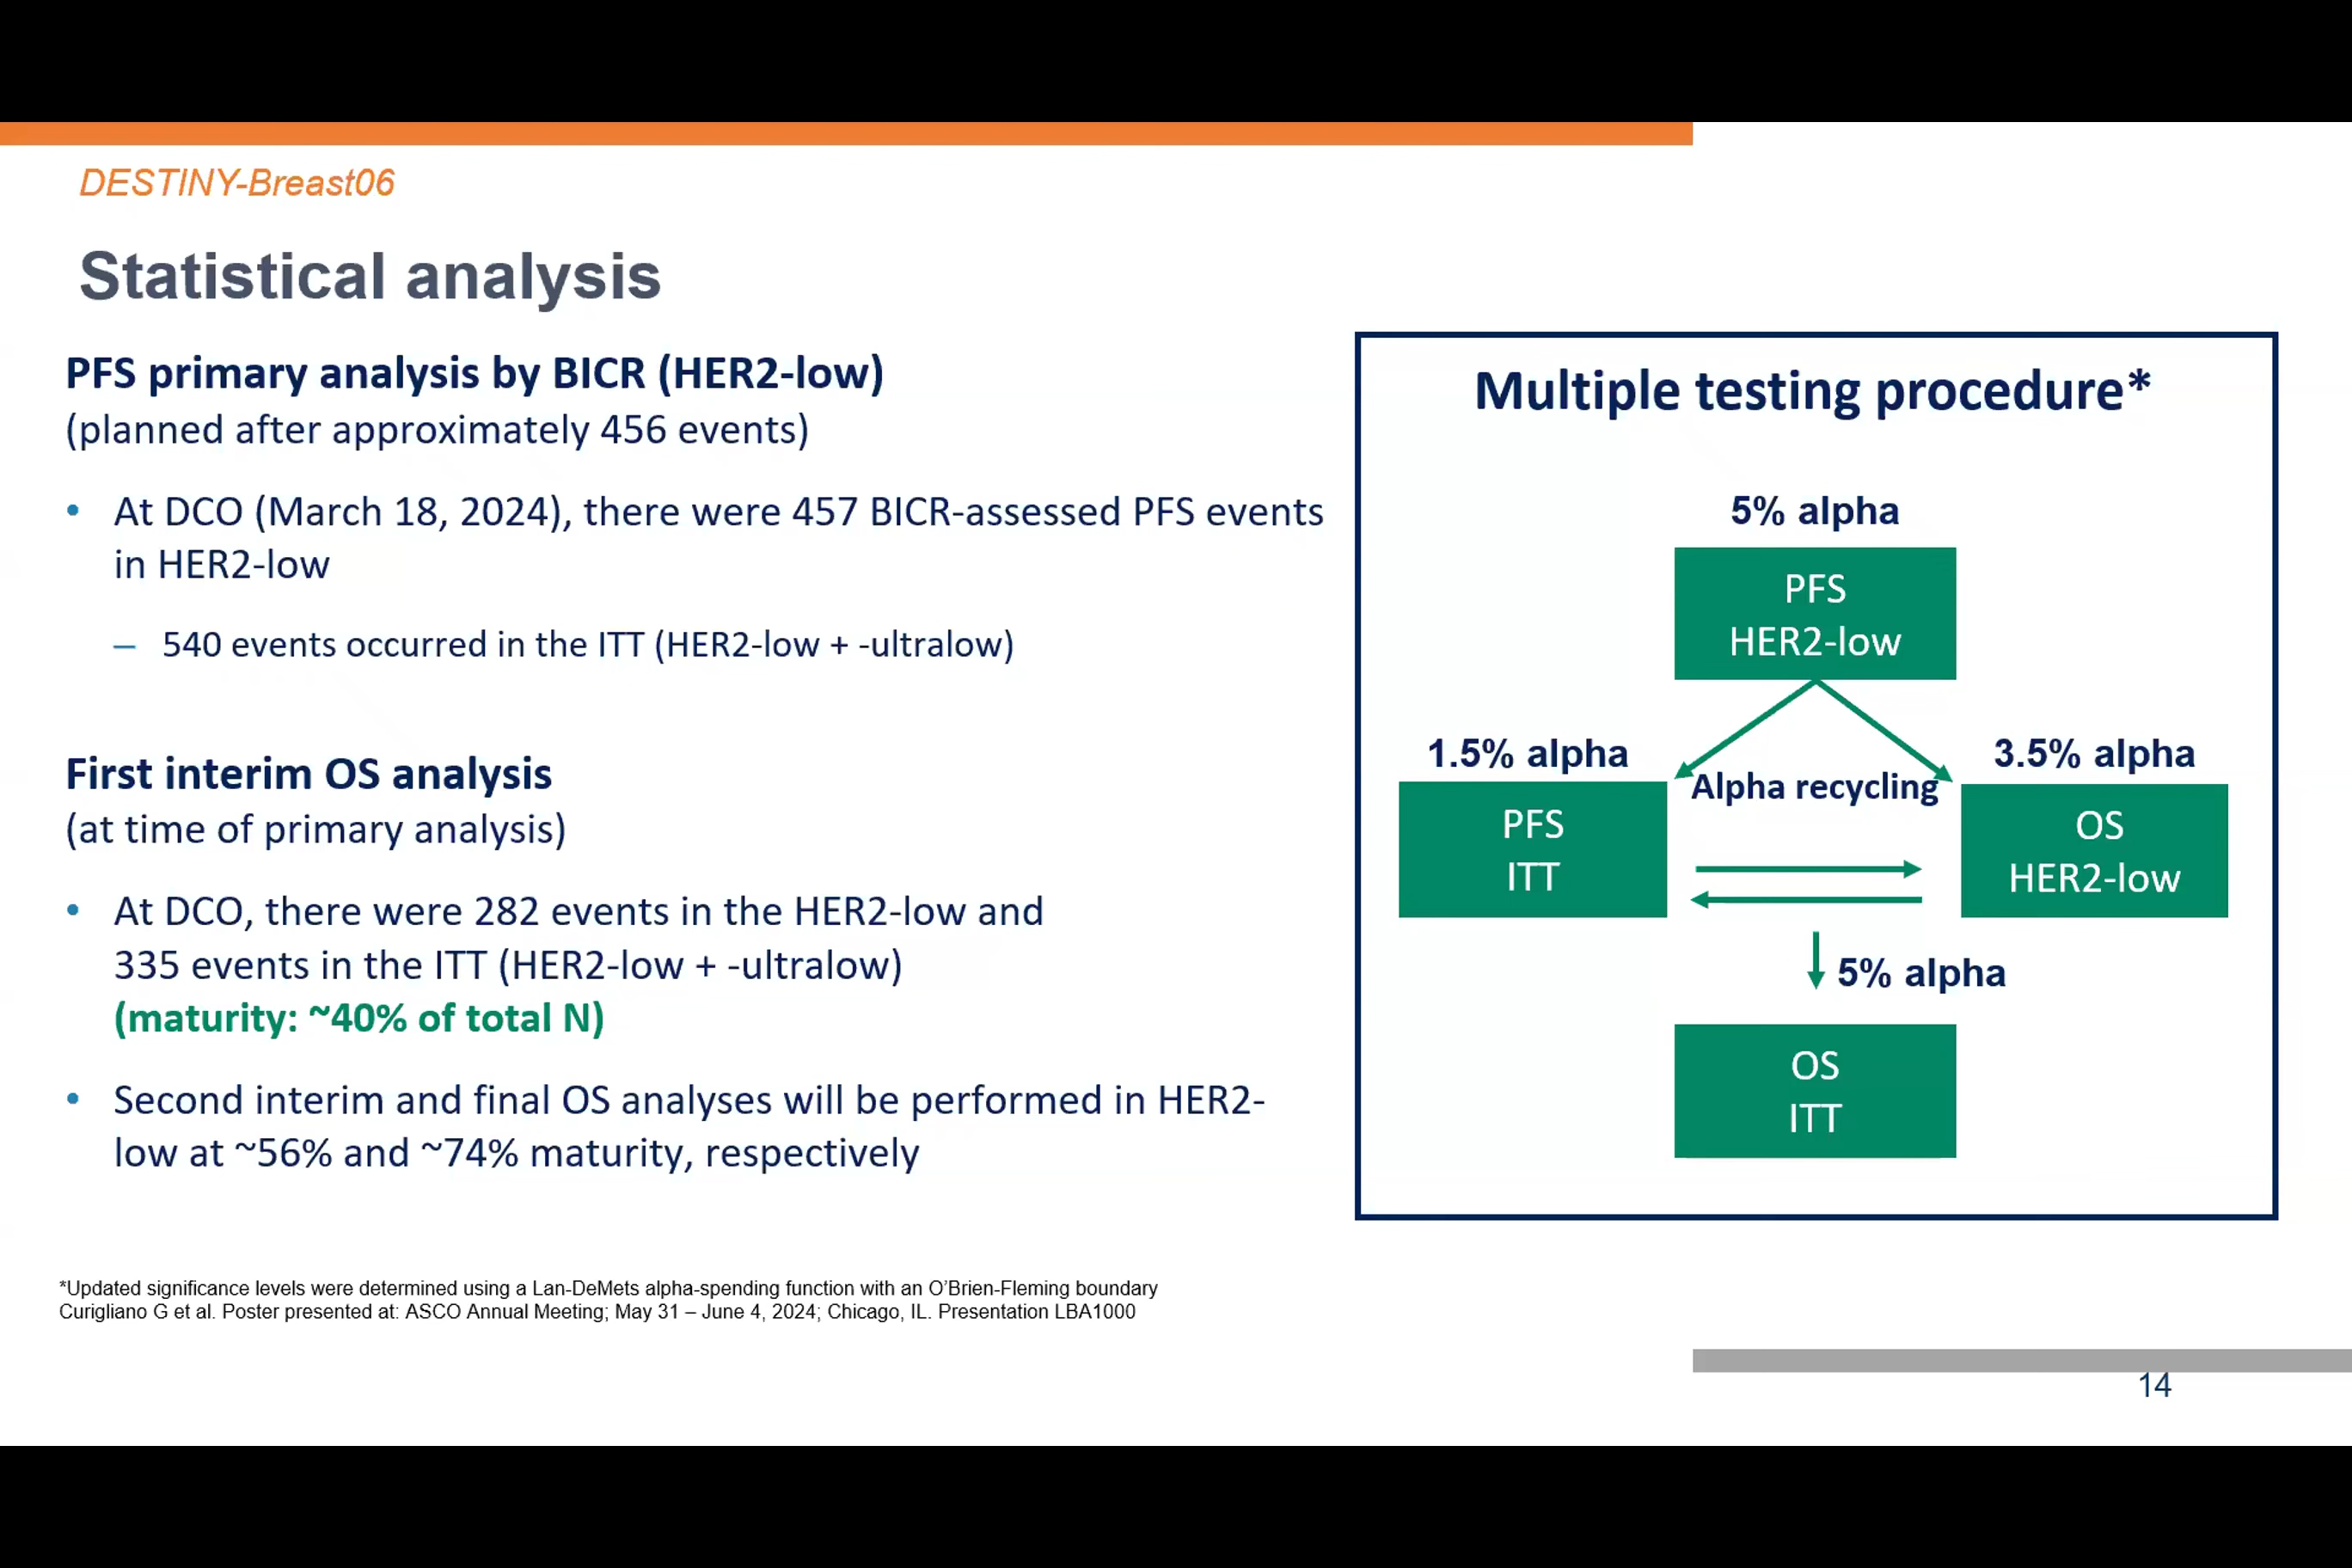 DESTINY-Breast06
Statistical analysis
PFS primary analysis by BICR (HER2-low)
(planned after approximately 456 events)
• At DCO (March 18, 2024), there were 457 BICR-assessed PFS events
in HER2-low
– 540 events occurred in the ITT (HER2-low + -ultralow)
First interim OS analysis
(at time of primary analysis)
• At DCO, there were 282 events in the HER2-low and
335 events in the ITT (HER2-low + -ultralow)
(maturity: ~40% of total N)
• Second interim and final OS analyses will be performed in HER2-
low at ~56% and ~74% maturity, respectively
Multiple testing procedure*
5% alpha
PFS
HER2-low
1.5% alpha
3.5% alpha
Alpha recycling
PFS
ITT
OS
HER2-low
5% alpha
OS
ITT
*Updated significance levels were determined using a Lan-DeMets alpha-spending function with an O’Brien-Fleming boundary
Curigliano G et al. Poster presented at: ASCO Annual Meeting; May 31 – June 4, 2024; Chicago, IL. Presentation LBA1000
14